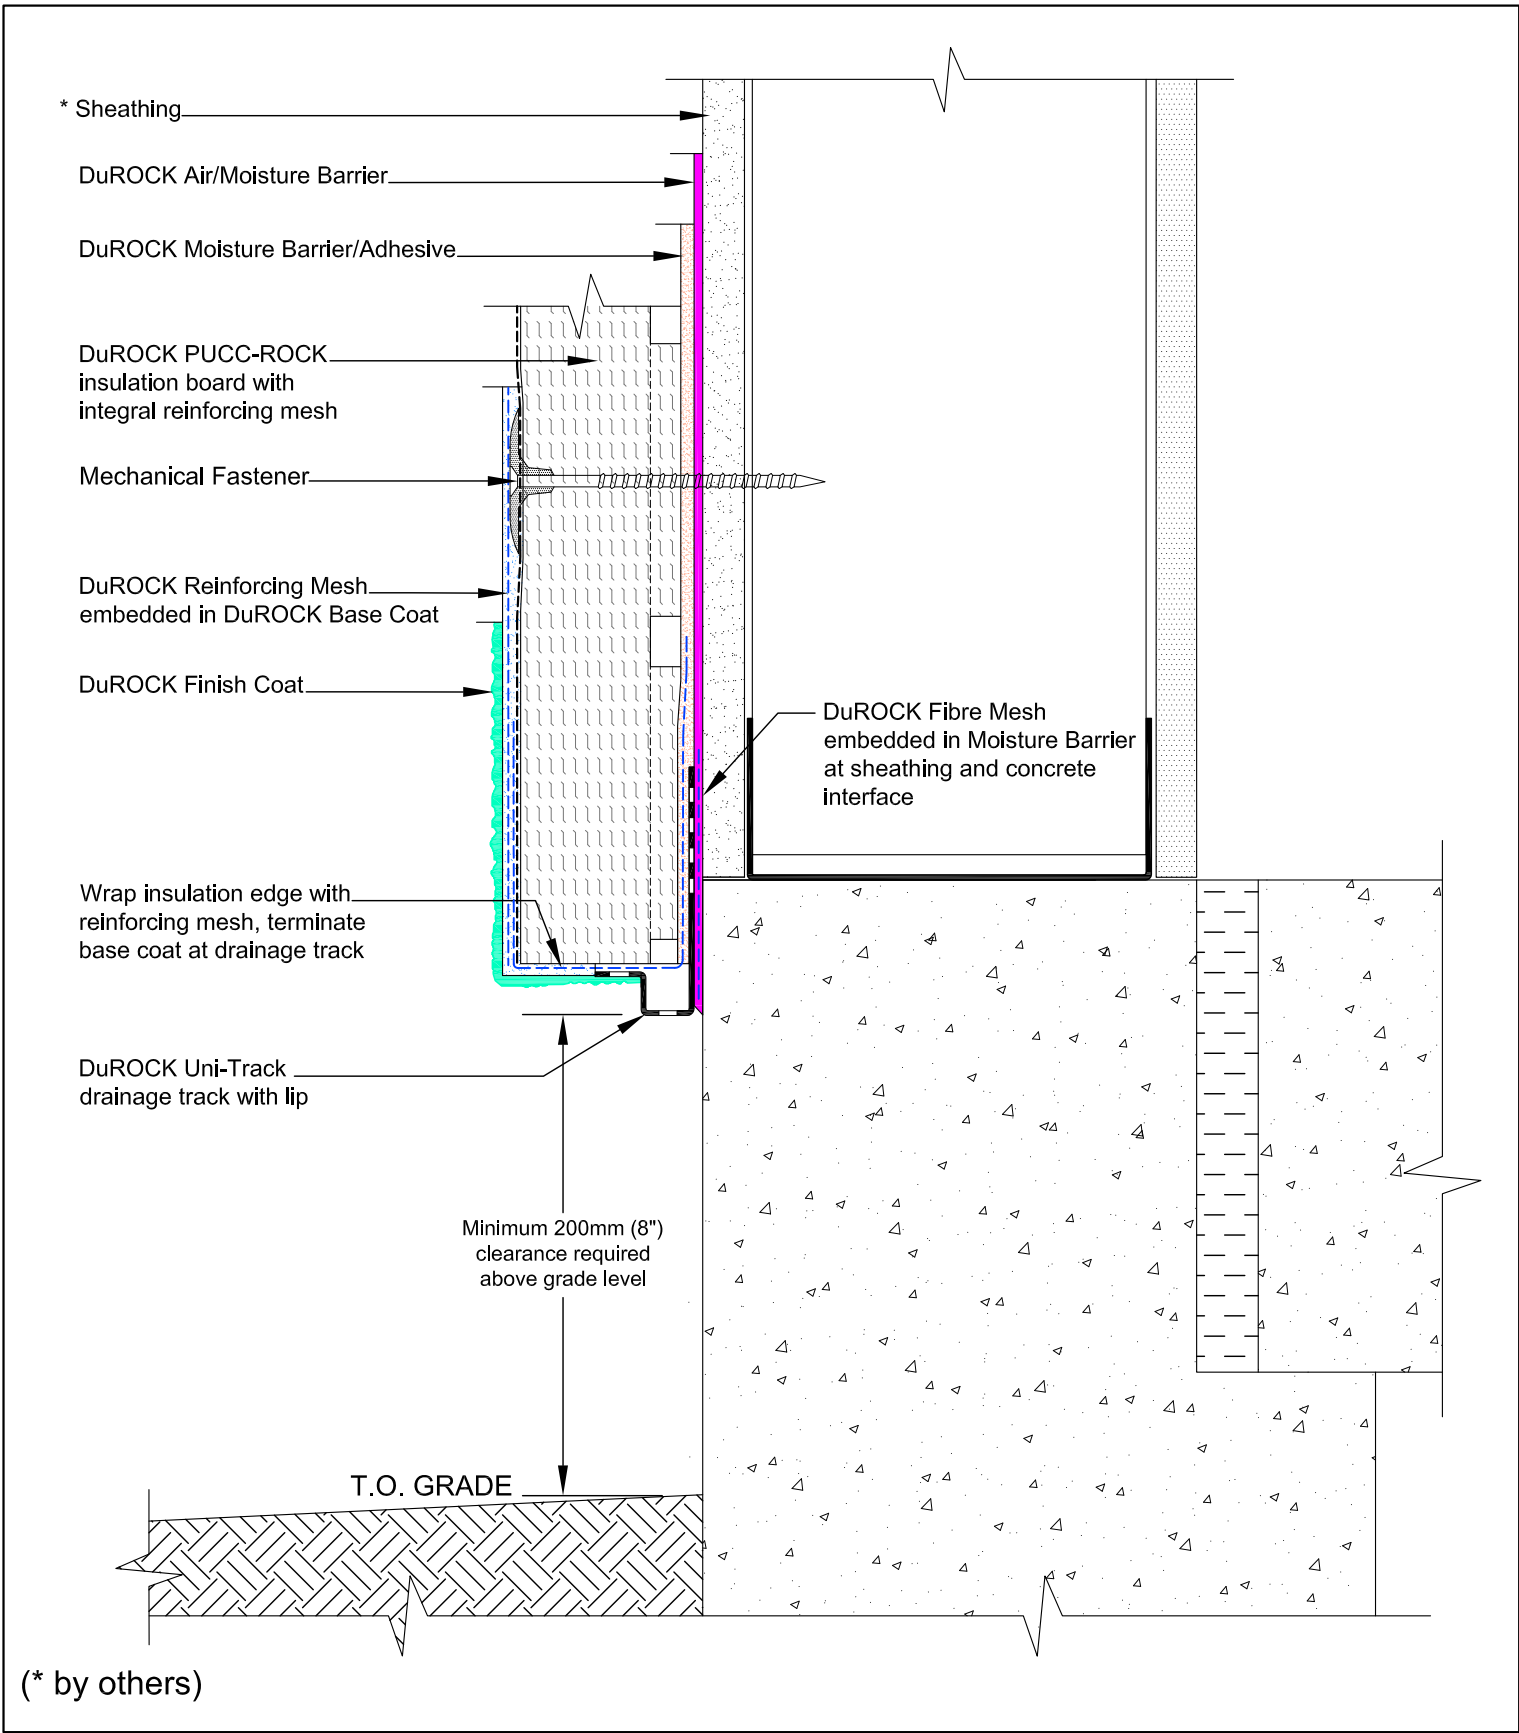 * Sheathing
DuROCK Air/Moisture Barrier
DuROCK Moisture Barrier/Adhesive
DuROCK PUCC-ROCK
insulation board with
integral reinforcing mesh
Mechanical Fastener
DuROCK Reinforcing Mesh
embedded in DuROCK Base Coat
DuROCK Finish Coat
DuROCK Fibre Mesh
embedded in Moisture Barrier
at sheathing and concrete
interface
Wrap insulation edge with
reinforcing mesh, terminate
base coat at drainage track
DuROCK Uni-Track
drainage track with lip
Minimum 200mm (8")
clearance required
above grade level
T.O. GRADE
(* by others)